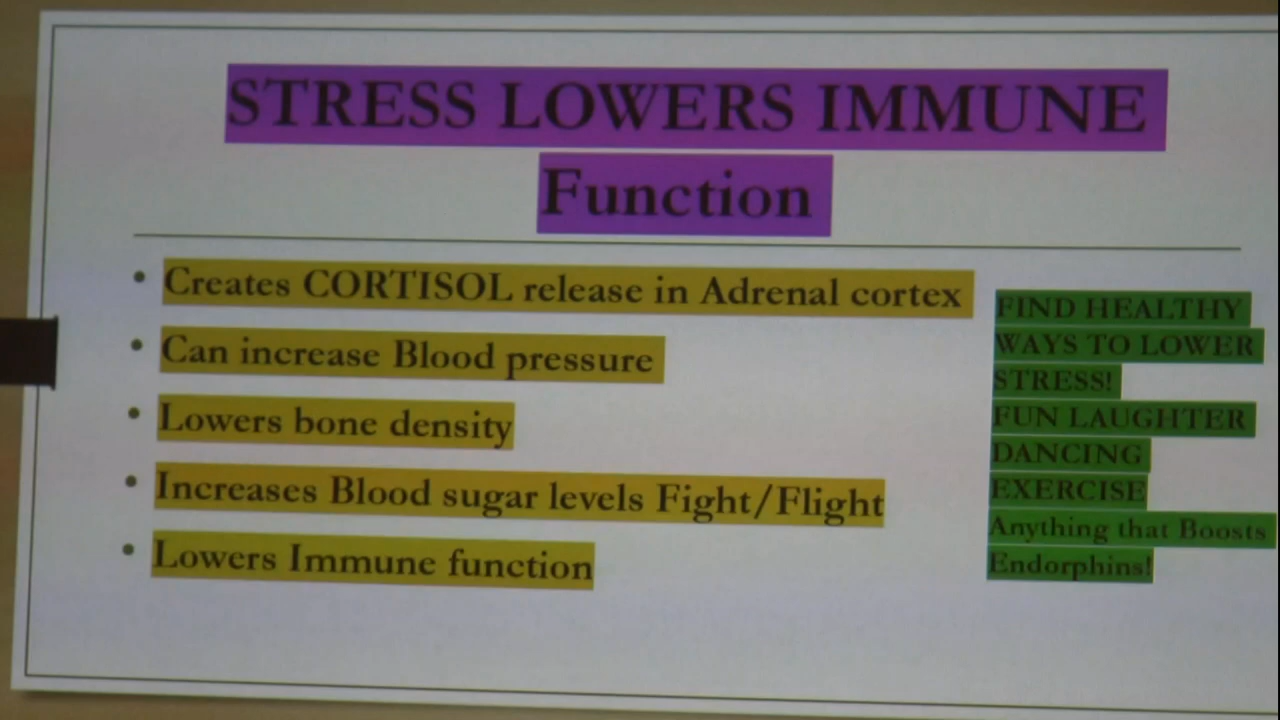 STRESS LOWERS IMMUNE
Function
• Creates CORTISOL release in Adrenal cortex
• Can increase Blood pressure
• Lowers bone density
• Increases Blood sugar levels Fight/Flight
• Lowers Immune function
FIND HEALTHY
WAYS TO LOWER
STRESS!
FUN LAUGHTER
DANCING
EXERCISE
Anything that Boosts
Endorphins!